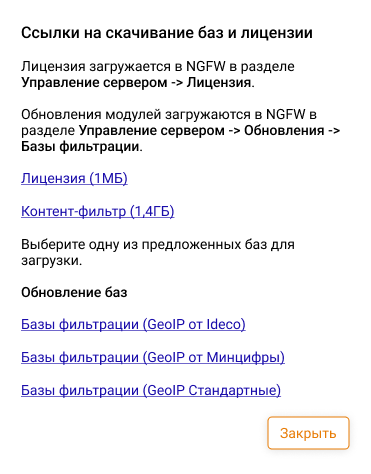 Ссылки на скачивание баз и лицензии
Лицензия загружается в NGFW в разделе
Управление сервером -> Лицензия.
Обновления модулей загружаются в NGFW в
разделе Управление сервером -> Обновления ->
Базы фильтрации.
Лицензия (1МБ)
Контент-фильтр (1,4ГБ)
Выберите одну из предложенных баз для
загрузки.
Обновление баз
Базы фильтрации (GeoIP от Ideco)
Базы фильтрации (GeoIP от Минцифры)
Базы фильтрации (GeoIP Стандартные)
Закрыть